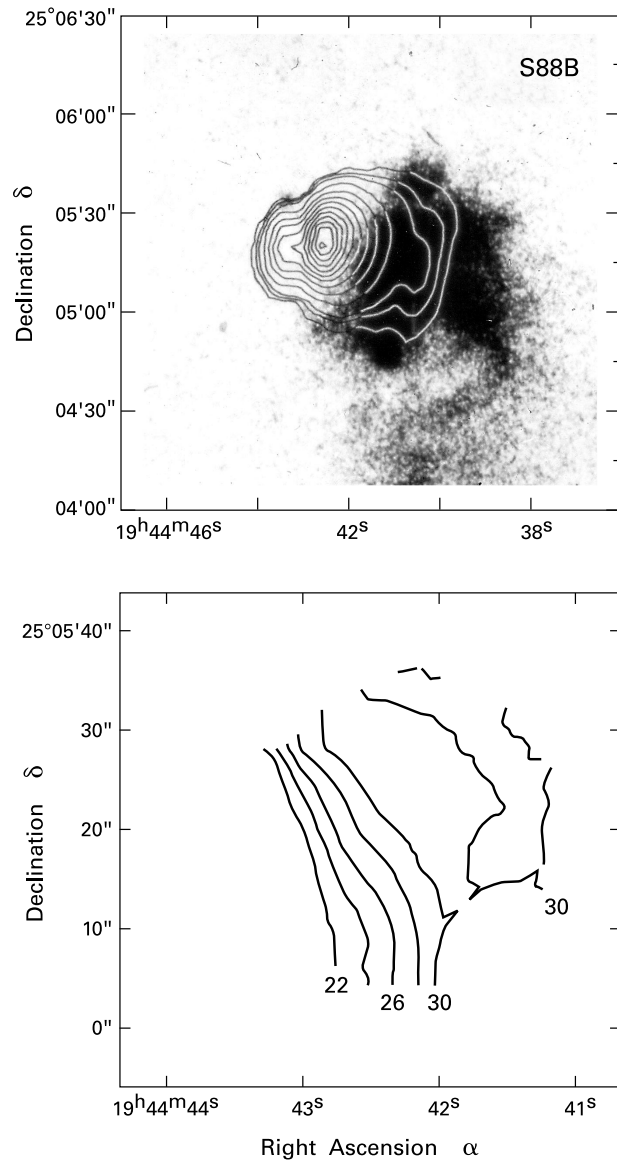 25°06'30"
S88B
06'00"
05'30"
05'00"
04'30"
04'00"
Declination δ
19ʰ44ᵐ46ˢ
42ˢ
38ˢ
25°05'40"
30"
20"
10"
0"
Declination δ
22
26
30
30
19ʰ44ᵐ44ˢ
43ˢ
42ˢ
41ˢ
Right Ascension α